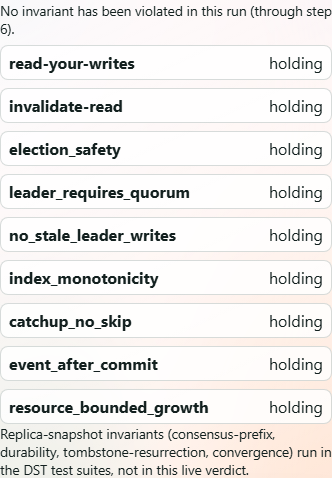 No invariant has been violated in this run (through step
6).
read-your-writes holding
invalidate-read holding
election_safety holding
leader_requires_quorum holding
no_stale_leader_writes holding
index_monotonicity holding
catchup_no_skip holding
event_after_commit holding
resource_bounded_growth holding
Replica-snapshot invariants (consensus-prefix,
durability, tombstone-resurrection, convergence) run in
the DST test suites, not in this live verdict.